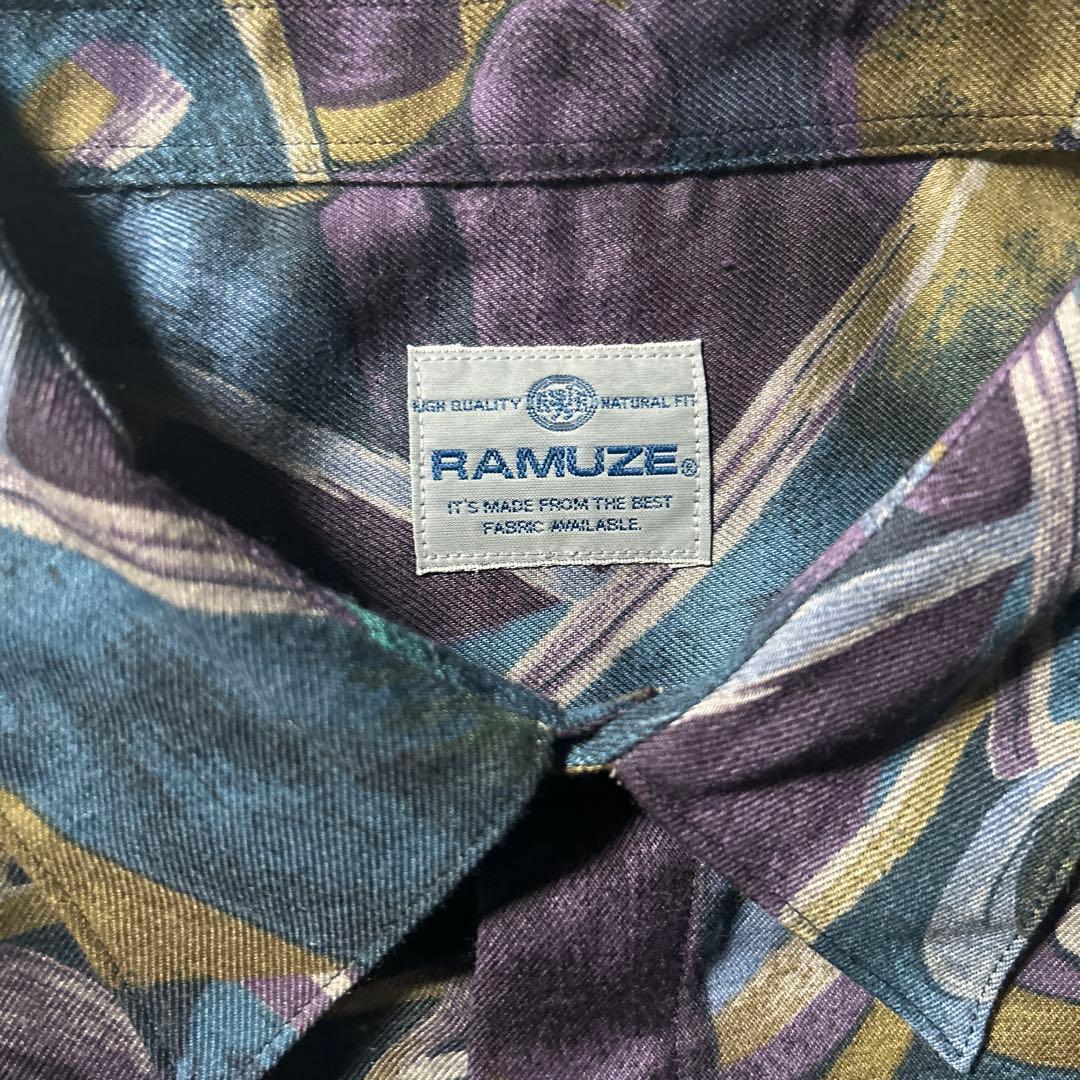 HIGH QUALITY NATURAL FIT
RAMUZE®
IT'S MADE FROM THE BEST
FABRIC AVAILABLE.